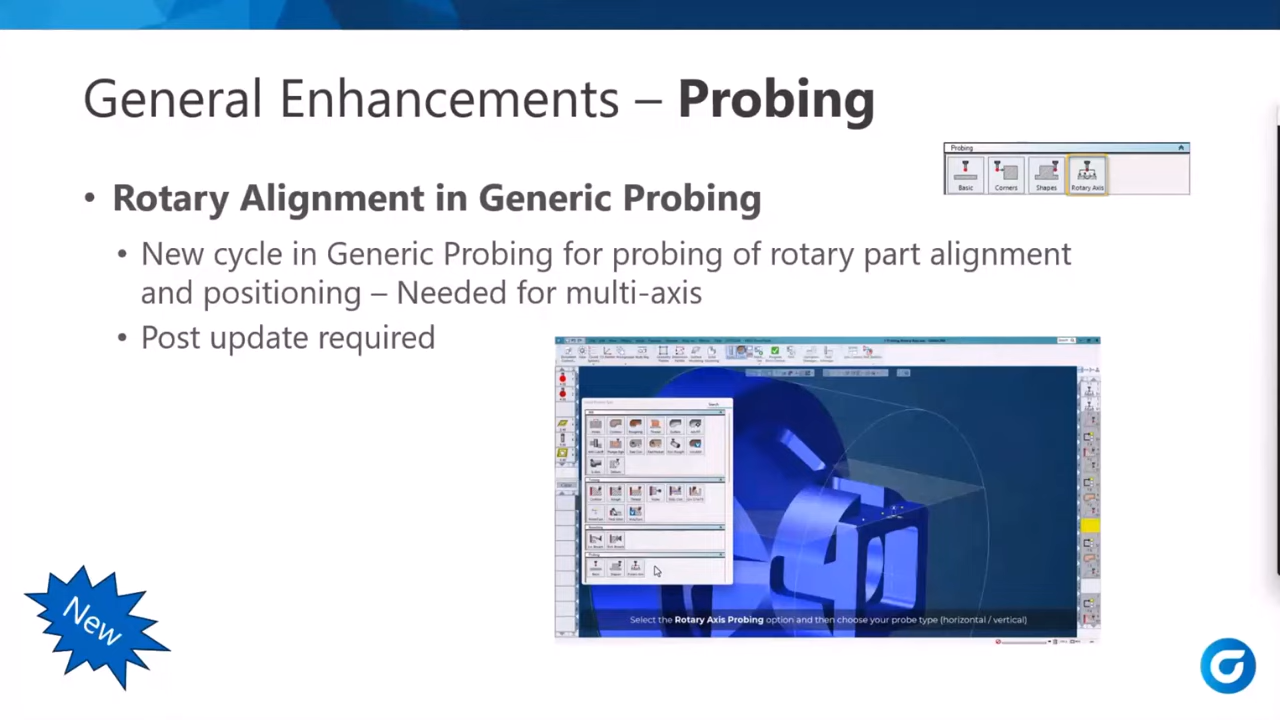 General Enhancements – Probing
Probing
Basic Corners Shapes Rotary Axis
• Rotary Alignment in Generic Probing
• New cycle in Generic Probing for probing of rotary part alignment
and positioning – Needed for multi-axis
• Post update required
Select the Rotary Axis Probing option and then choose your probe type (horizontal / vertical)
New